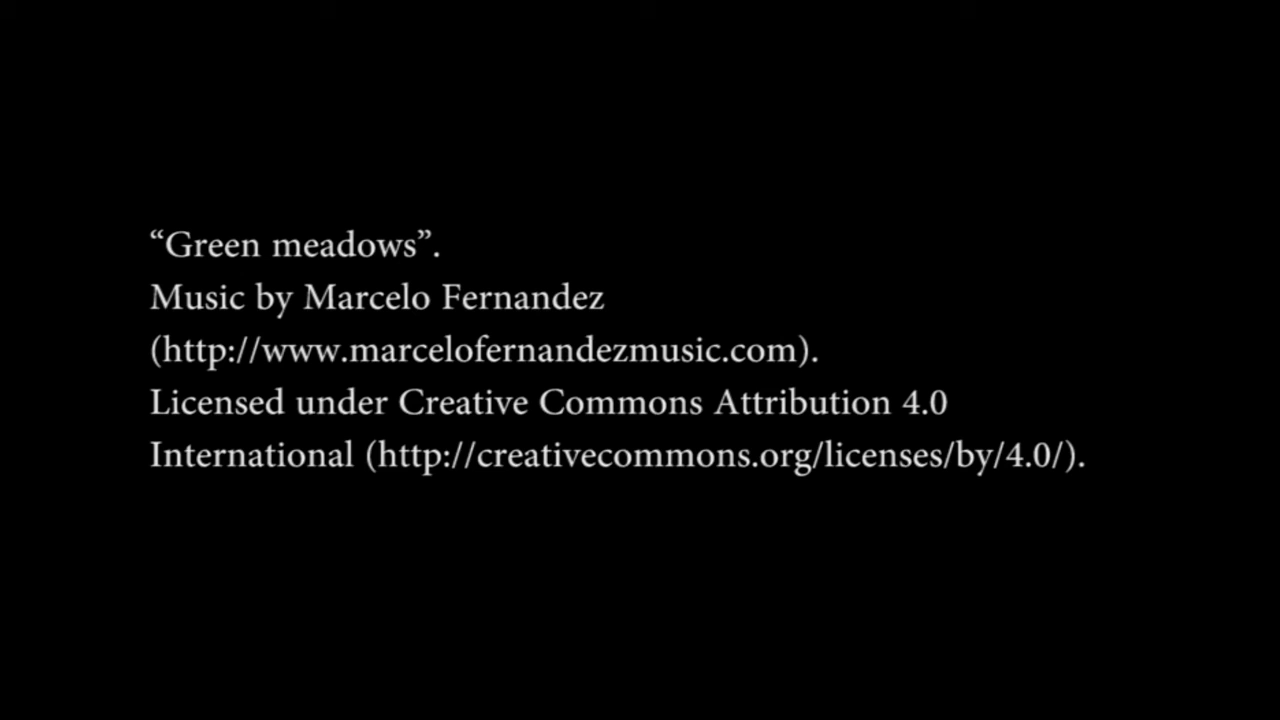 “Green meadows”.
Music by Marcelo Fernandez
(http://www.marcelofernandezmusic.com).
Licensed under Creative Commons Attribution 4.0
International (http://creativecommons.org/licenses/by/4.0/).